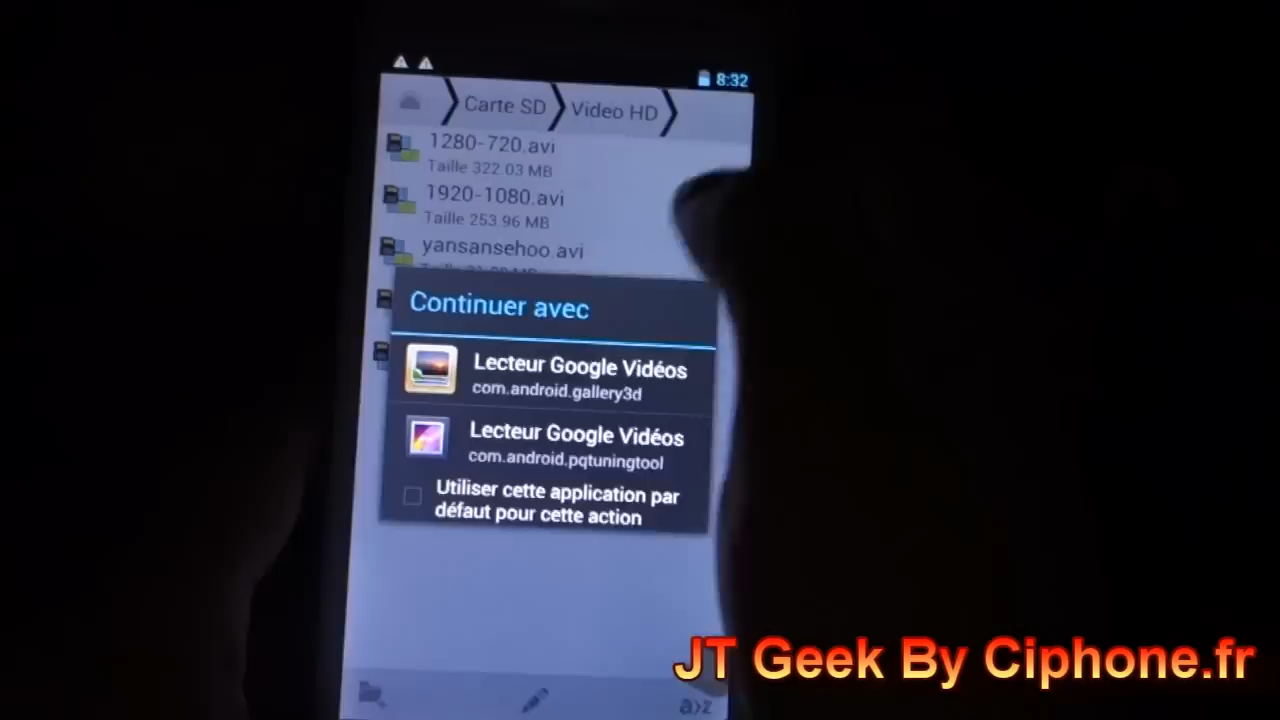 8:32
Carte SD Video HD
1280-720.avi
Taille 322.03 MB
1920-1080.avi
Taille 253.96 MB
yansansehoo.avi
Continuer avec
Lecteur Google Vidéos
com.android.gallery3d
Lecteur Google Vidéos
com.android.pqtuningtool
Utiliser cette application par
défaut pour cette action
a›z
JT Geek By Ciphone.fr